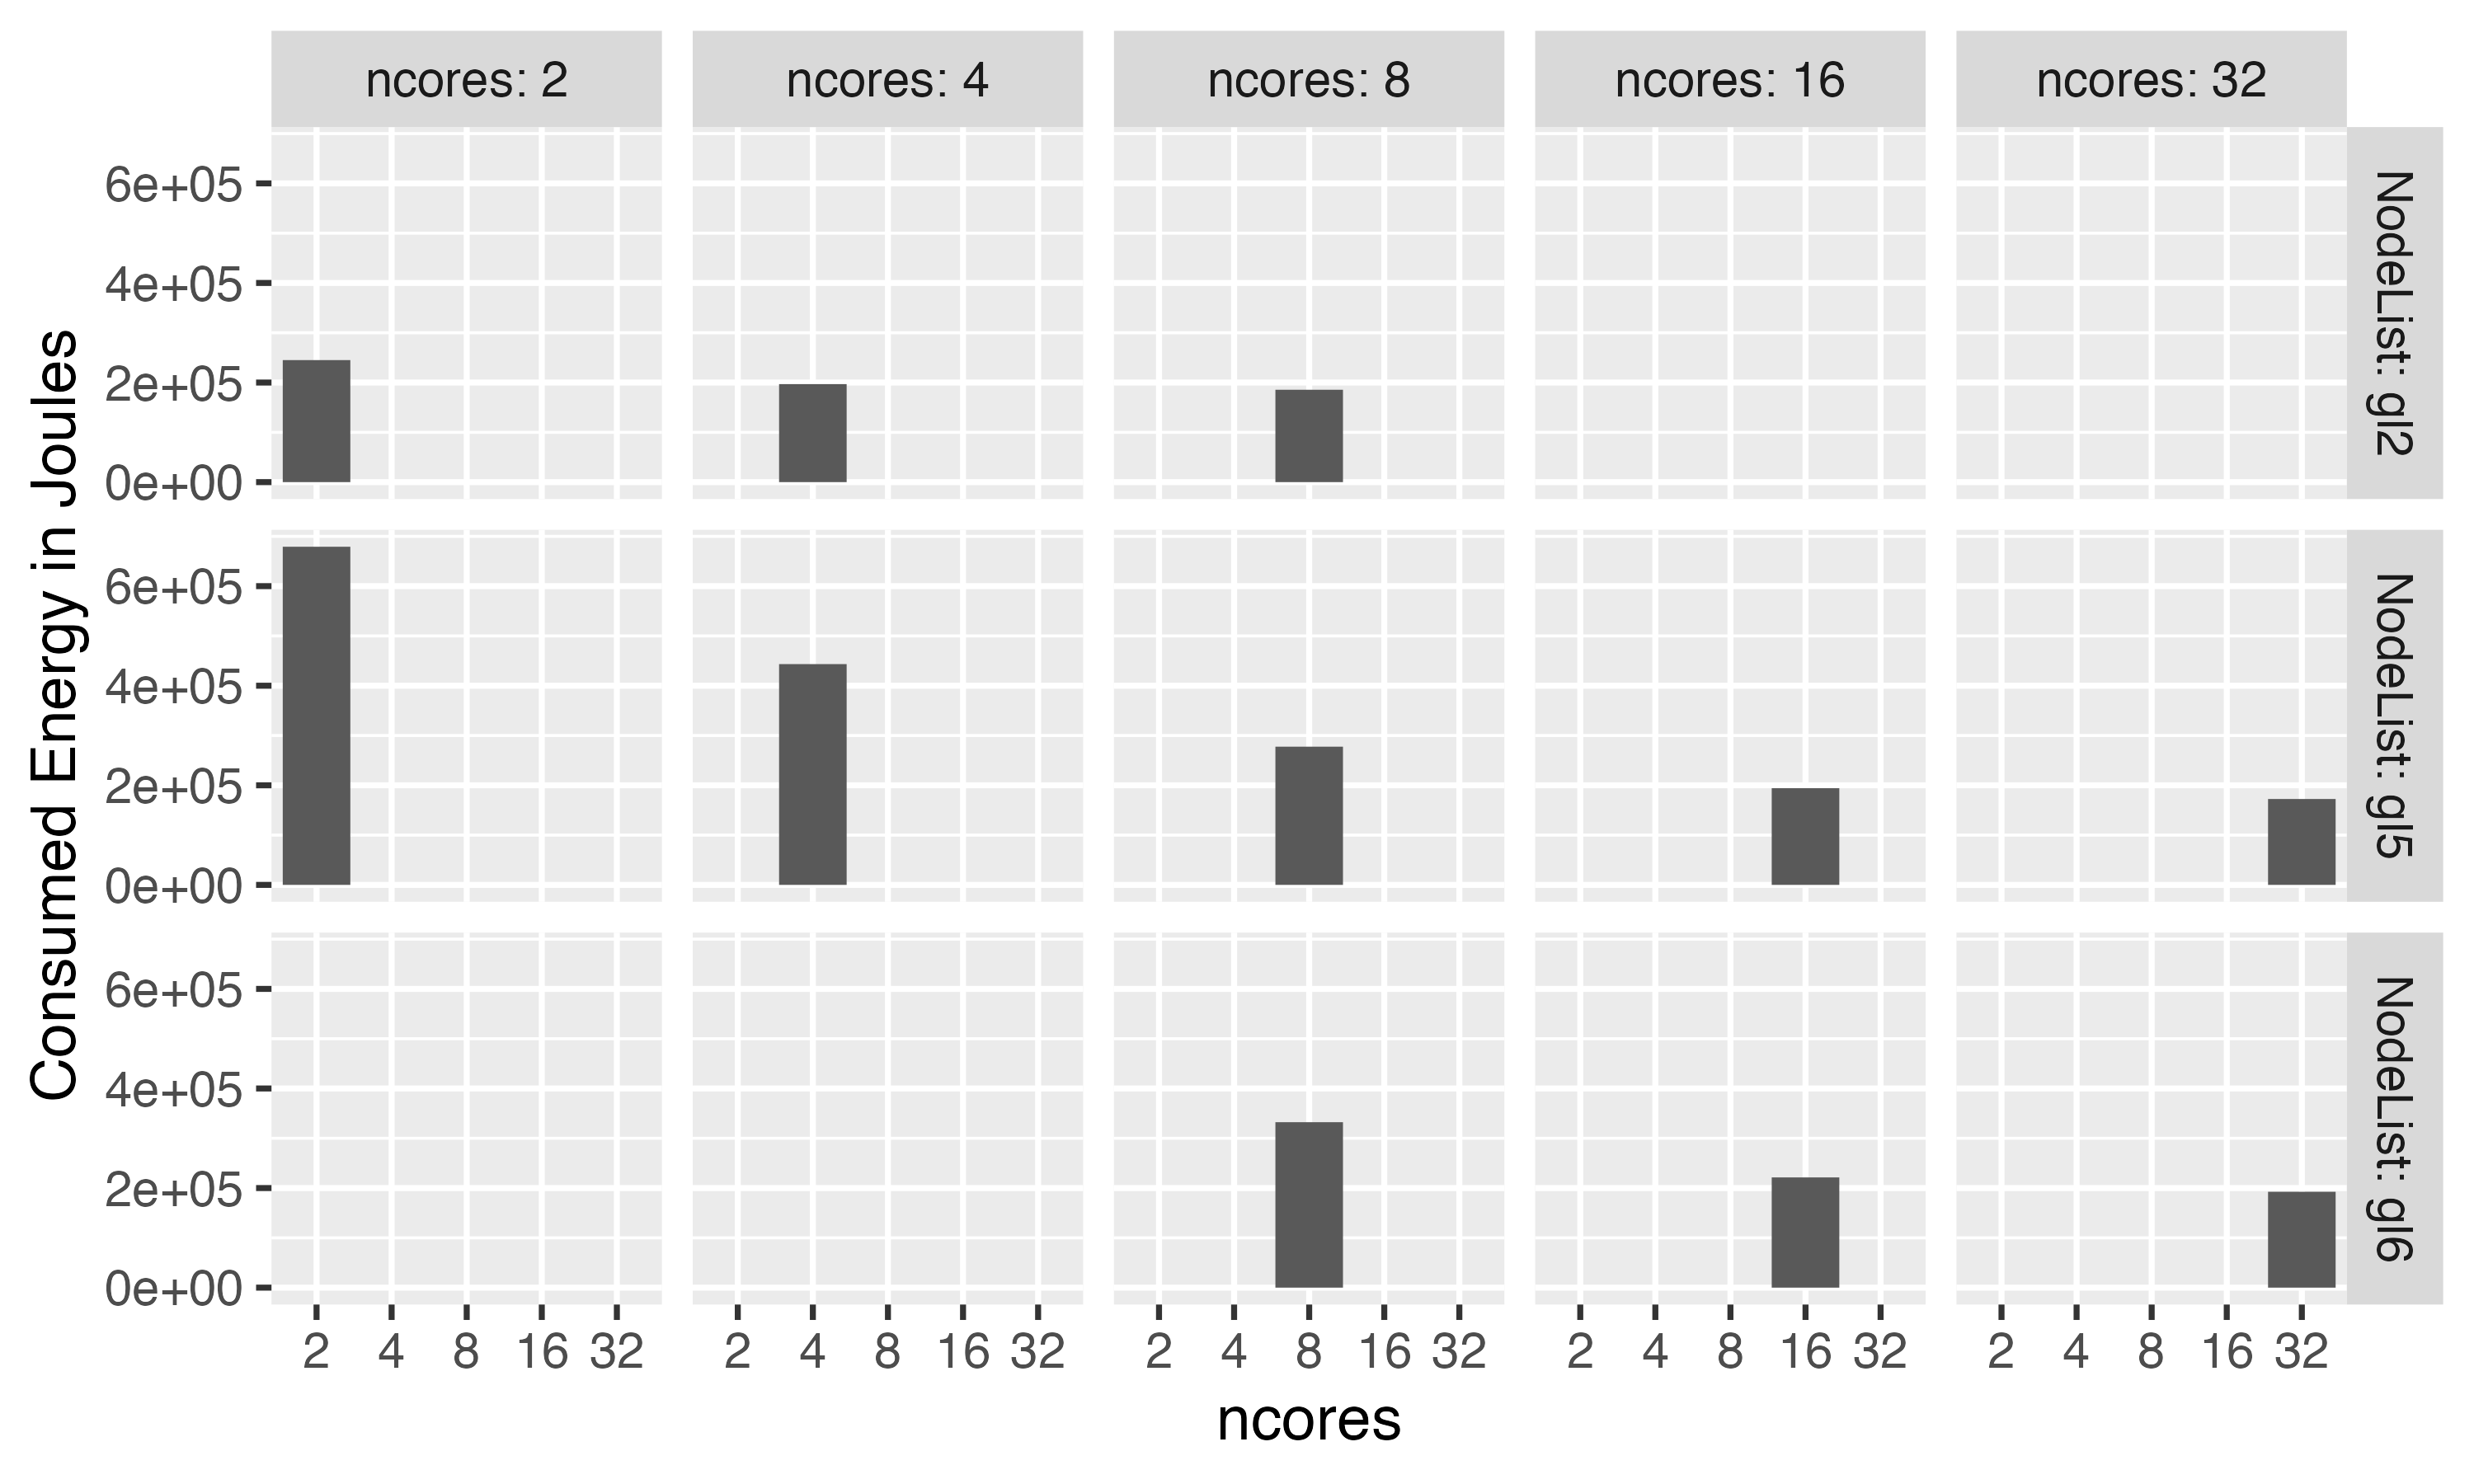 ncores: 2 ncores: 4 ncores: 8 ncores: 16 ncores: 32
Consumed Energy in Joules
6e+05
4e+05
2e+05
0e+00
NodeList: gl2
6e+05
4e+05
2e+05
0e+00
NodeList: gl5
6e+05
4e+05
2e+05
0e+00
NodeList: gl6
2 4 8 16 32 2 4 8 16 32 2 4 8 16 32 2 4 8 16 32 2 4 8 16 32
ncores